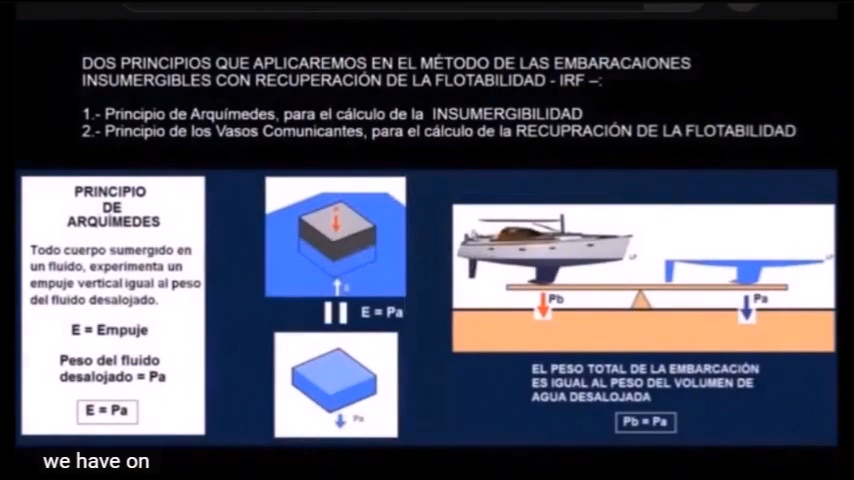 DOS PRINCIPIOS QUE APLICAREMOS EN EL MÉTODO DE LAS EMBARACAIONES
INSUMERGIBLES CON RECUPERACIÓN DE LA FLOTABILIDAD - IRF –:
1.- Principio de Arquímedes, para el cálculo de la INSUMERGIBILIDAD
2.- Principio de los Vasos Comunicantes, para el cálculo de la RECUPRACIÓN DE LA FLOTABILIDAD
PRINCIPIO
DE
ARQUÍMEDES
Todo cuerpo sumergido en
un fluido, experimenta un
empuje vertical igual al peso
del fluido desalojado.
E = Empuje
Peso del fluido
desalojado = Pa
E = Pa
E = Pa
Pa
Pb
Pa
EL PESO TOTAL DE LA EMBARCACIÓN
ES IGUAL AL PESO DEL VOLUMEN DE
AGUA DESALOJADA
Pb = Pa
we have on